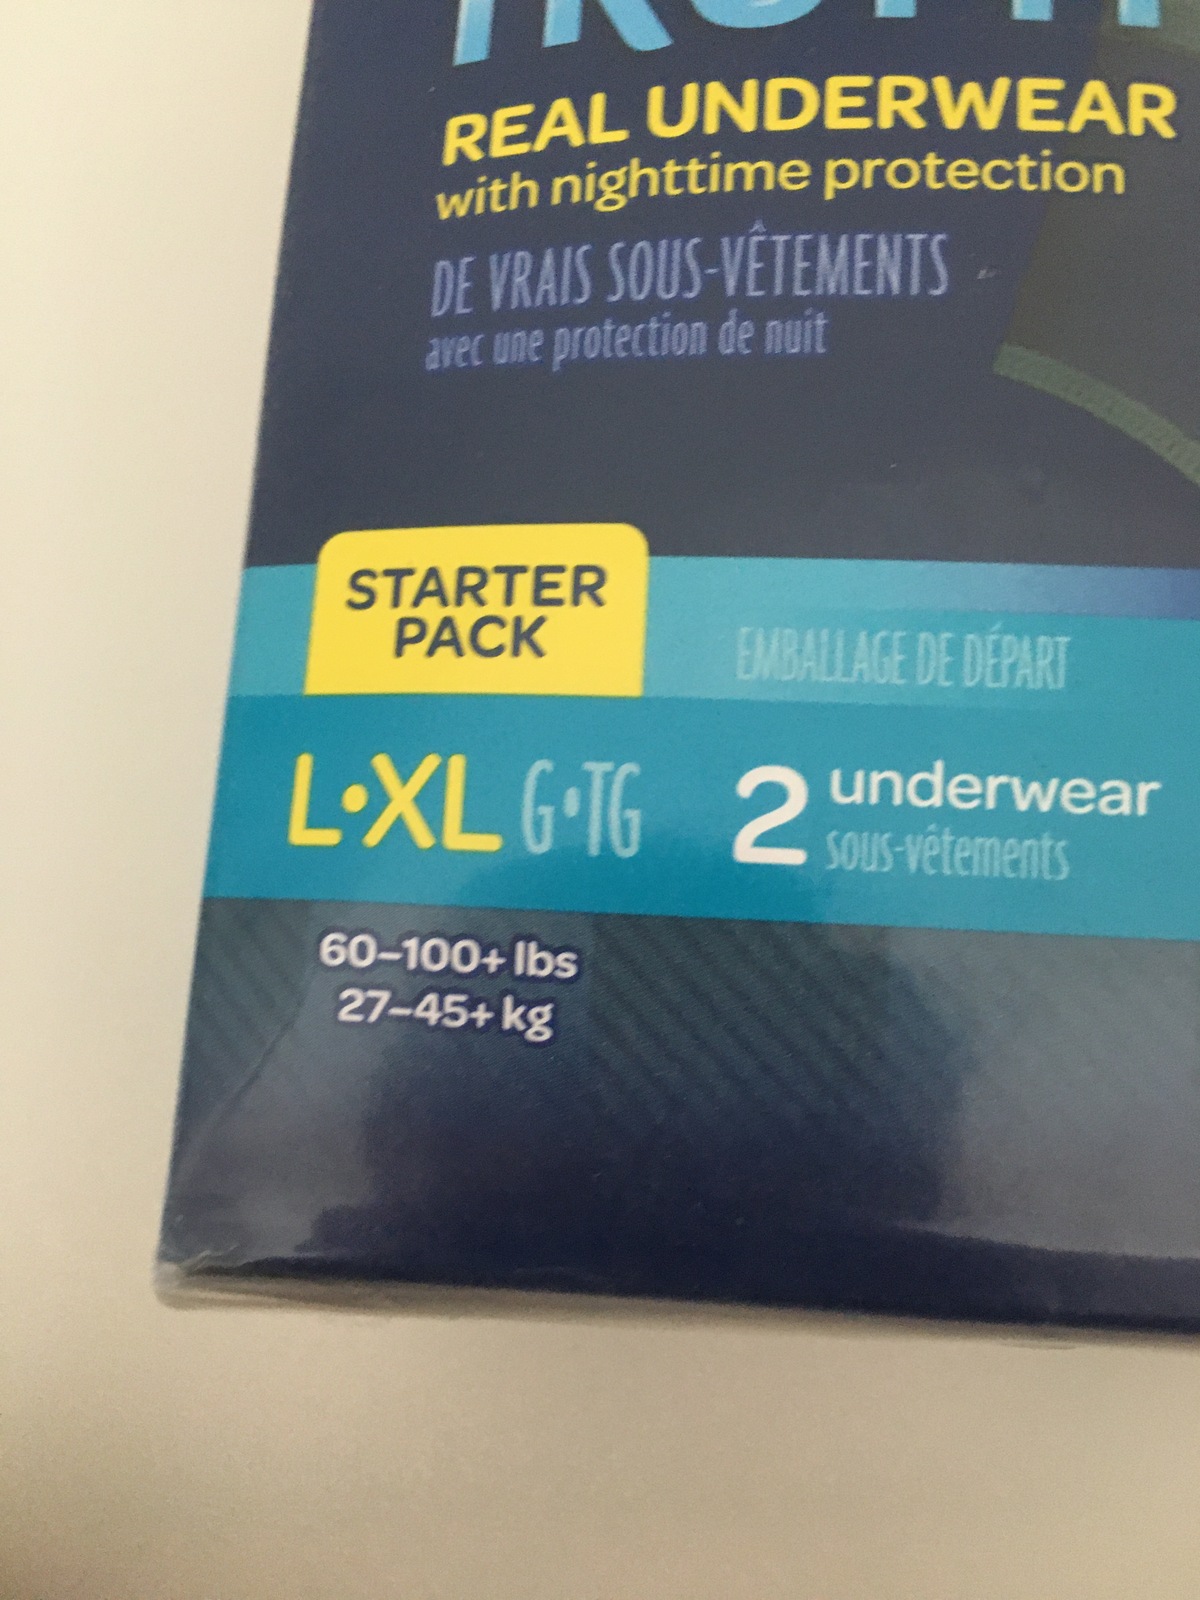 REAL UNDERWEAR
with nighttime protection
DE VRAIS SOUS-VÊTEMENTS
avec une protection de nuit
STARTER
PACK
EMBALLAGE DE DÉPART
L•XL G•TG
2 underwear
sous-vêtements
60–100+ lbs
27–45+ kg